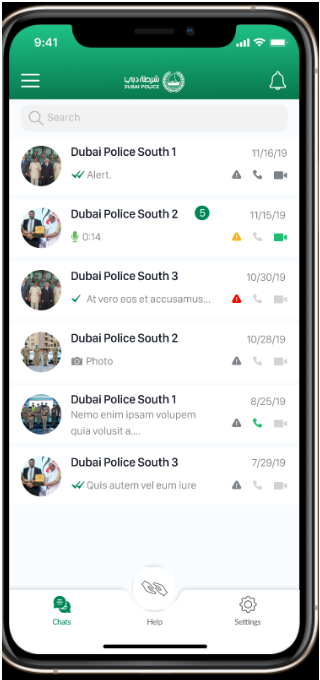 9:41
شرطة دبي
DUBAI POLICE
Search
Dubai Police South 1
11/16/19
Alert.
Dubai Police South 2
5
11/15/19
0:14
Dubai Police South 3
10/30/19
At vero eos et accusamus...
Dubai Police South 2
10/28/19
Photo
Dubai Police South 1
8/25/19
Nemo enim ipsam volupem
quia volusit a....
Dubai Police South 3
7/29/19
Quis autem vel eum iure
Chats
Help
Settings